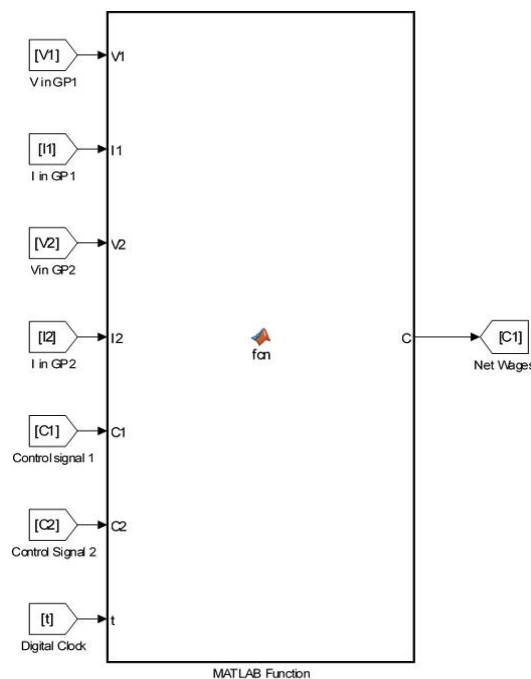 [V1]
V1
V in GP1
[I1]
I1
I in GP1
[V2]
V2
Vin GP2
[I2]
I2
I in GP2
fcn
C
[C1]
Net Wages
[C1]
C1
Control signal 1
[C2]
C2
Control Signal 2
[t]
t
Digital Clock
MATLAB Function